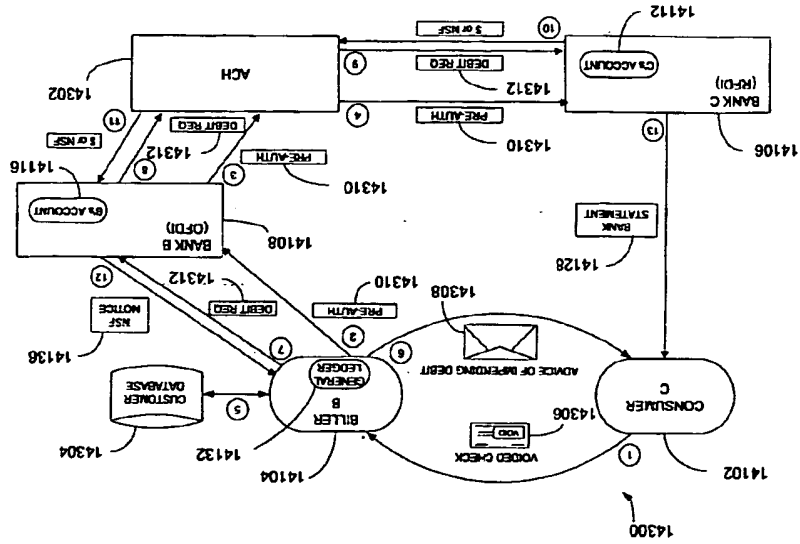 14300
1
14102
CONSUMER
C
VOIDED CHECK
VOID
14306
14104
BILLER
B
GENERAL
LEDGER
14132
14304
CUSTOMER
DATABASE
5
ADVICE OF IMPENDING DEBIT
14308
6
2
7
PRE-AUTH
14310
DEBIT REQ
14312
14136
NSF
NOTICE
12
14128
BANK
STATEMENT
14108
BANK B
(OFDI)
B's ACCOUNT
14116
13
14106
BANK C
(RFDI)
C's ACCOUNT
14112
14310
PRE-AUTH
4
14312
DEBIT REQ
9
$ or NSF
10
14310
PRE-AUTH
3
14312
DEBIT REQ
8
$ or NSF
11
ACH
14302